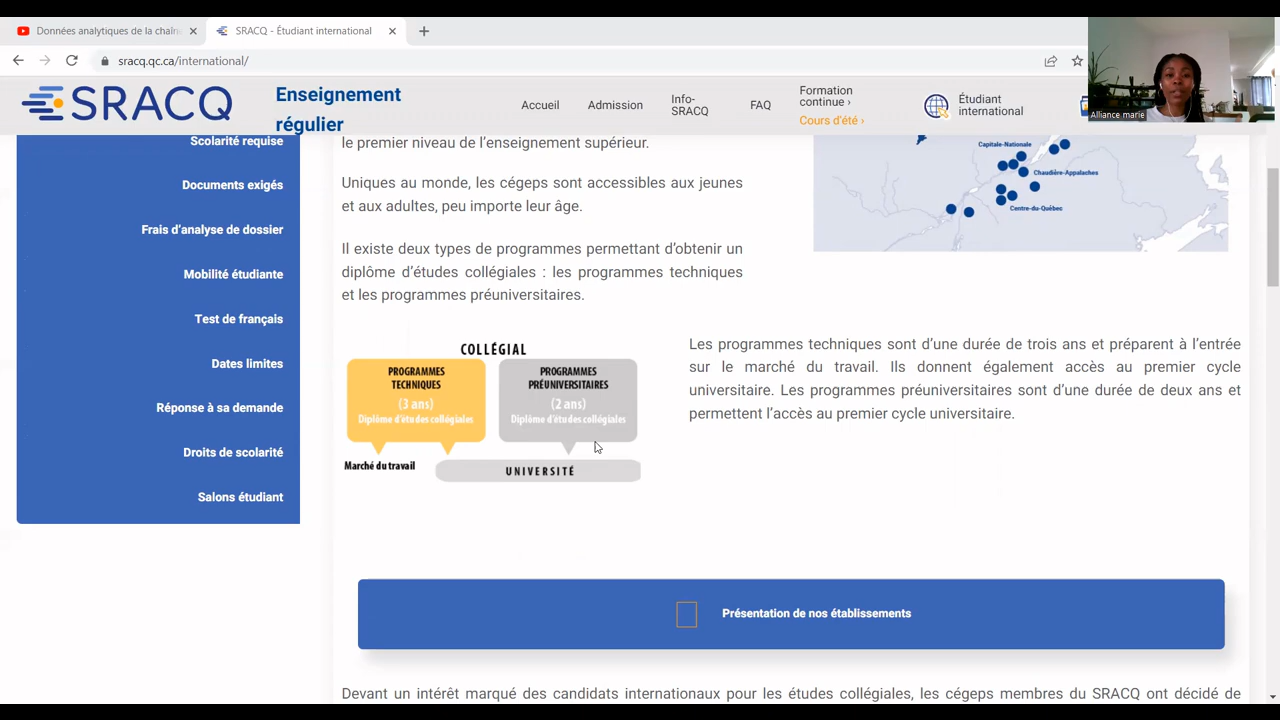 Données analytiques de la chaîn
SRACQ - Étudiant international
sracq.qc.ca/international/
SRACQ
Enseignement
régulier
Accueil
Admission
Info-
SRACQ
FAQ
Formation
continue ›
Cours d'été ›
Étudiant
international
Alliance marie
Scolarité requise
Documents exigés
Frais d'analyse de dossier
Mobilité étudiante
Test de français
Dates limites
Réponse à sa demande
Droits de scolarité
Salons étudiant
le premier niveau de l'enseignement supérieur.
Uniques au monde, les cégeps sont accessibles aux jeunes
et aux adultes, peu importe leur âge.
Il existe deux types de programmes permettant d'obtenir un
diplôme d'études collégiales : les programmes techniques
et les programmes préuniversitaires.
Capitale-Nationale
Chaudière-Appalaches
Centre-du-Québec
COLLÉGIAL
PROGRAMMES
TECHNIQUES
(3 ans)
Diplôme d'études collégiales
PROGRAMMES
PRÉUNIVERSITAIRES
(2 ans)
Diplôme d'études collégiales
Marché du travail
UNIVERSITÉ
Les programmes techniques sont d'une durée de trois ans et préparent à l'entrée
sur le marché du travail. Ils donnent également accès au premier cycle
universitaire. Les programmes préuniversitaires sont d'une durée de deux ans et
permettent l'accès au premier cycle universitaire.
Présentation de nos établissements
Devant un intérêt marqué des candidats internationaux pour les études collégiales, les cégeps membres du SRACQ ont décidé de